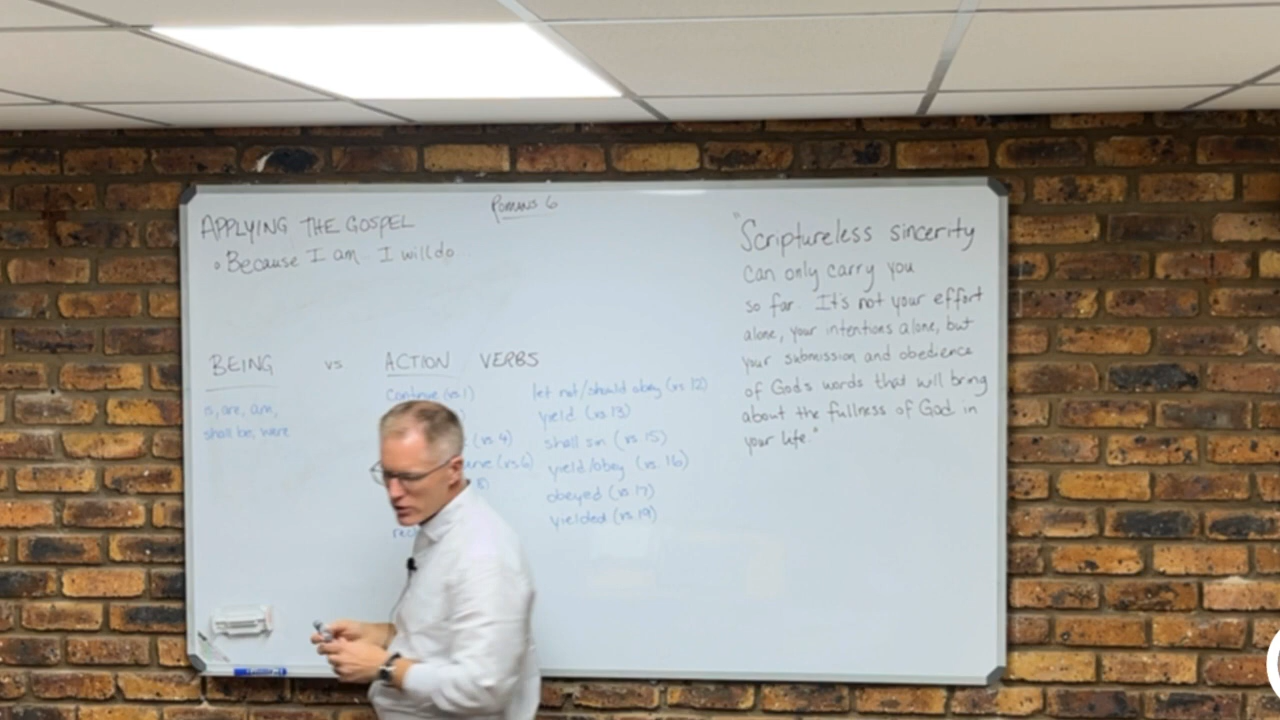 Romans 6
APPLYING THE GOSPEL
Because I am I will do
BEING vs ACTION VERBS
is, are, am,
shall be, were
Continue (vs 1)
(vs. 4)
(vs 6)
8)
let not/should obey (vs 12)
yield (vs 13)
shall sin (vs. 15)
yield/obey (vs. 16)
obeyed (vs 17)
yielded (vs. 19)
"Scriptureless sincerity
can only carry you
so far. It's not your effort
alone, your intentions alone, but
your submission and obedience
of God's words that will bring
about the fullness of God in
your life."